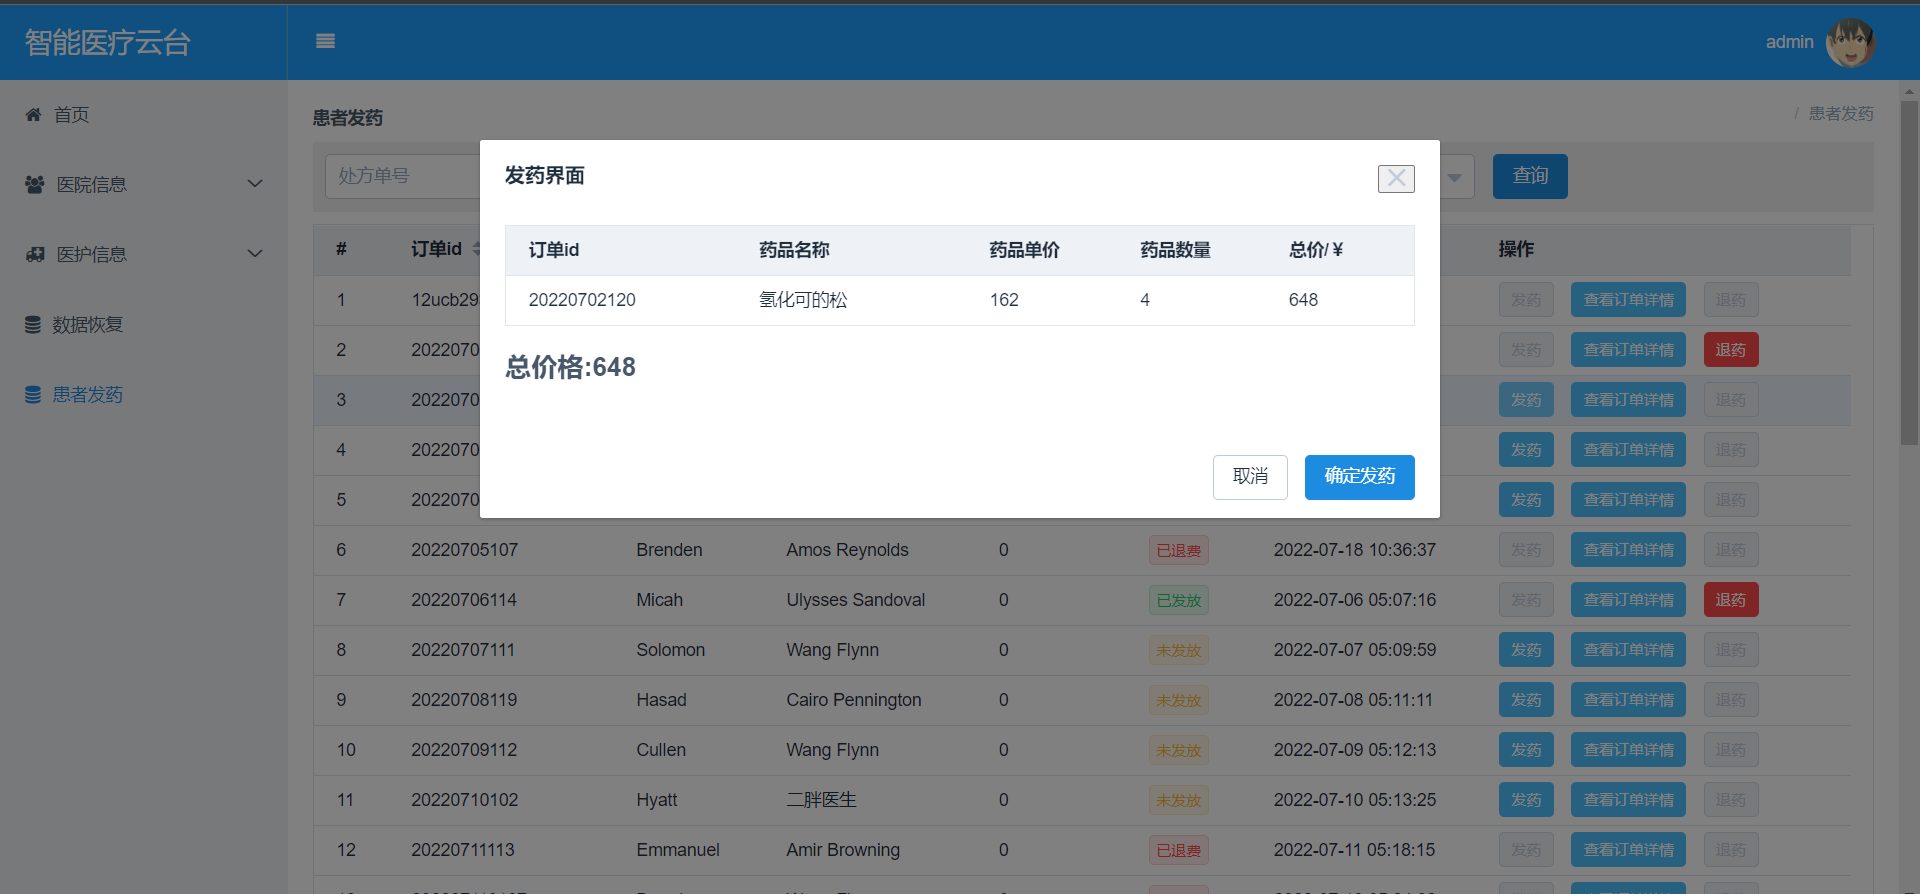 智能医疗云台
admin
首页
医院信息
医护信息
数据恢复
患者发药
患者发药
/ 患者发药
处方单号
查询
# 订单id 操作
1 12ucb29 发药 查看订单详情 退药
2 2022070 发药 查看订单详情 退药
3 2022070 发药 查看订单详情 退药
4 2022070 发药 查看订单详情 退药
5 2022070 发药 查看订单详情 退药
6 20220705107 Brenden Amos Reynolds 0 已退费 2022-07-18 10:36:37 发药 查看订单详情 退药
7 20220706114 Micah Ulysses Sandoval 0 已发放 2022-07-06 05:07:16 发药 查看订单详情 退药
8 20220707111 Solomon Wang Flynn 0 未发放 2022-07-07 05:09:59 发药 查看订单详情 退药
9 20220708119 Hasad Cairo Pennington 0 未发放 2022-07-08 05:11:11 发药 查看订单详情 退药
10 20220709112 Cullen Wang Flynn 0 未发放 2022-07-09 05:12:13 发药 查看订单详情 退药
11 20220710102 Hyatt 二胖医生 0 未发放 2022-07-10 05:13:25 发药 查看订单详情 退药
12 20220711113 Emmanuel Amir Browning 0 已退费 2022-07-11 05:18:15 发药 查看订单详情 退药
发药界面
订单id 药品名称 药品单价 药品数量 总价/￥
20220702120 氢化可的松 162 4 648
总价格:648
取消 确定发药